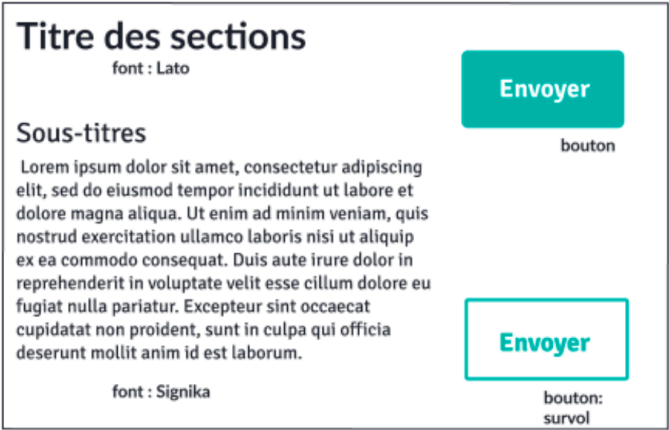 Titre des sections
font : Lato
Envoyer
bouton
Sous-titres
Lorem ipsum dolor sit amet, consectetur adipiscing
elit, sed do eiusmod tempor incididunt ut labore et
dolore magna aliqua. Ut enim ad minim veniam, quis
nostrud exercitation ullamco laboris nisi ut aliquip
ex ea commodo consequat. Duis aute irure dolor in
reprehenderit in voluptate velit esse cillum dolore eu
fugiat nulla pariatur. Excepteur sint occaecat
cupidatat non proident, sunt in culpa qui officia
deserunt mollit anim id est laborum.
font : Signika
Envoyer
bouton:
survol